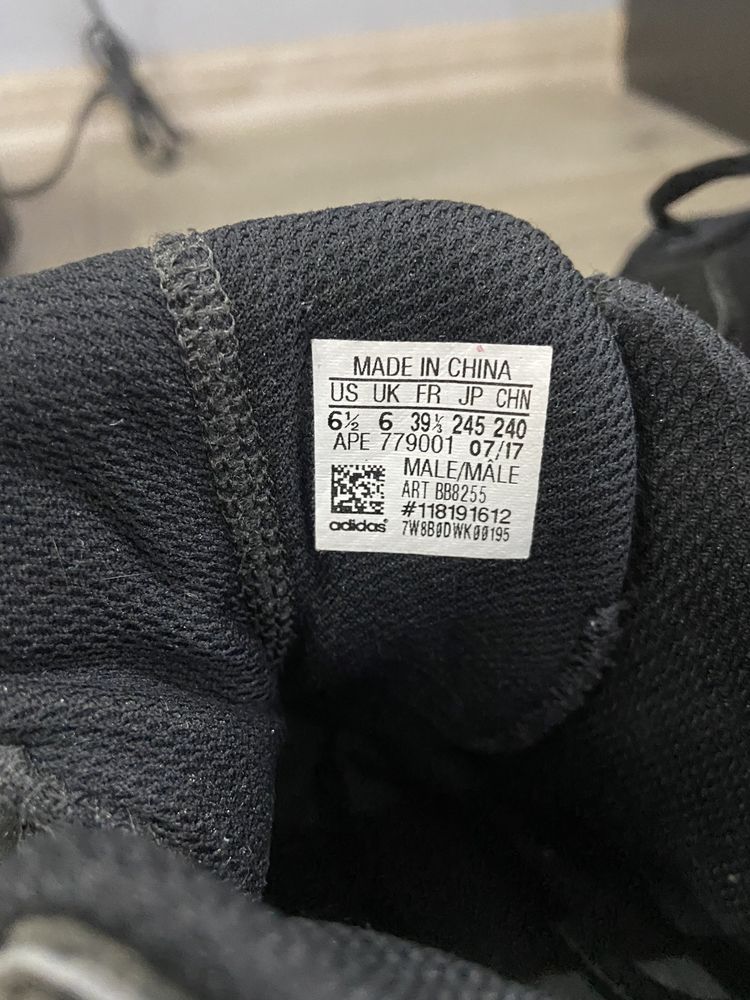 MADE IN CHINA
US UK FR JP CHN
6½ 6 39⅓ 245 240
APE 779001 07/17
MALE/MÂLE
ART BB8255
#118191612
adidas® 7W8B0DWK00195